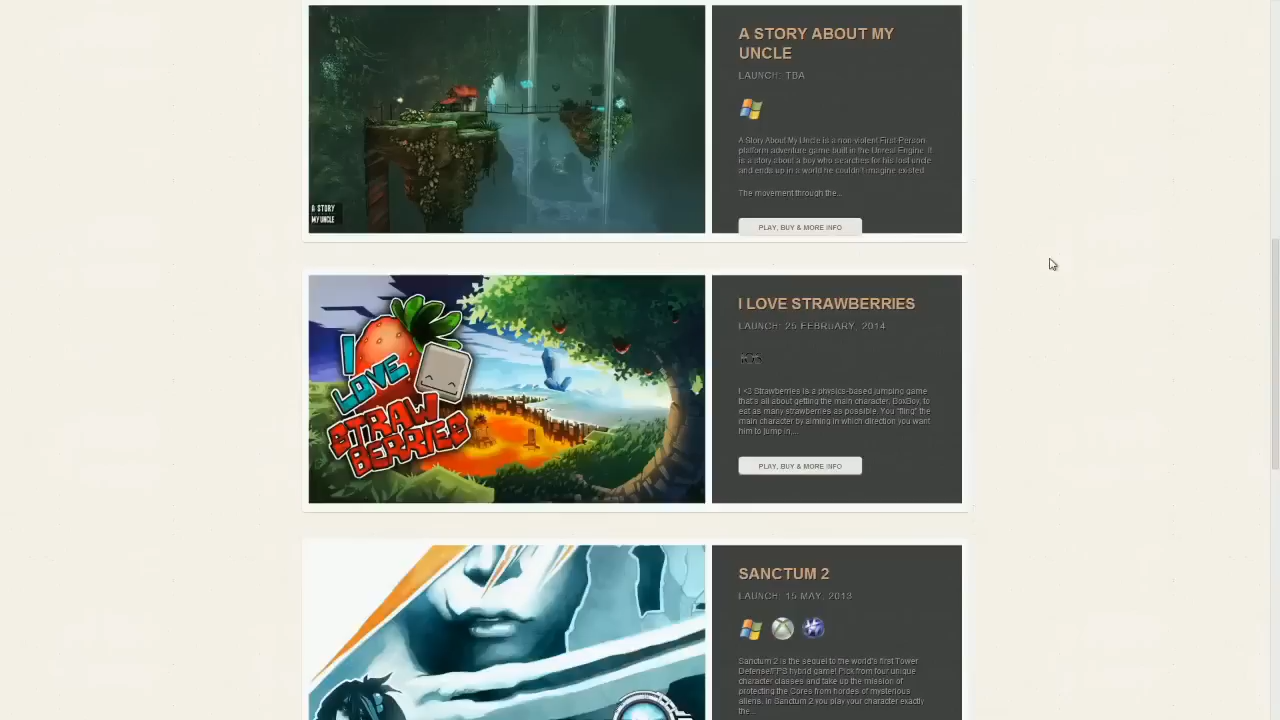 A STORY ABOUT MY
UNCLE
LAUNCH: TBA
A Story About My Uncle is a non-violent First-Person
platform adventure game built in the Unreal Engine. It
is a story about a boy who searches for his lost uncle
and ends up in a world he couldn't imagine existed.
The movement through the...
PLAY, BUY & MORE INFO
A STORY
MY UNCLE
I LOVE STRAWBERRIES
LAUNCH: 25 FEBRUARY, 2014
I <3 Strawberries is a physics-based jumping game
that's all about getting the main character, BoxBoy, to
eat as many strawberries as possible. You "fling" the
main character by aiming in which direction you want
him to jump in,...
PLAY, BUY & MORE INFO
I
LOVE
STRAW
BERRIES
SANCTUM 2
LAUNCH: 15 MAY, 2013
Sanctum 2 is the sequel to the world's first Tower
Defense/FPS hybrid game! Pick from four unique
character classes and take up the mission of
protecting the Cores from hordes of mysterious
aliens. In Sanctum 2 you play your character exactly
the...